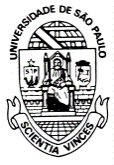 UNIVERSIDADE DE SÃO PAULO
SCIENTIA VINCES